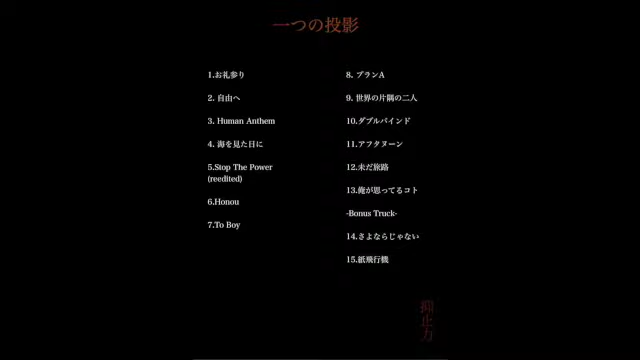 一つの投影
1.お礼参り
2. 自由へ
3. Human Anthem
4. 海を見た日に
5.Stop The Power
(reedited)
6.Honou
7.To Boy
8. プランA
9. 世界の片隅の二人
10.ダブルバインド
11.アフタヌーン
12.未だ旅路
13.俺が思ってるコト
-Bonus Truck-
14.さよならじゃない
15.紙飛行機
抑止力